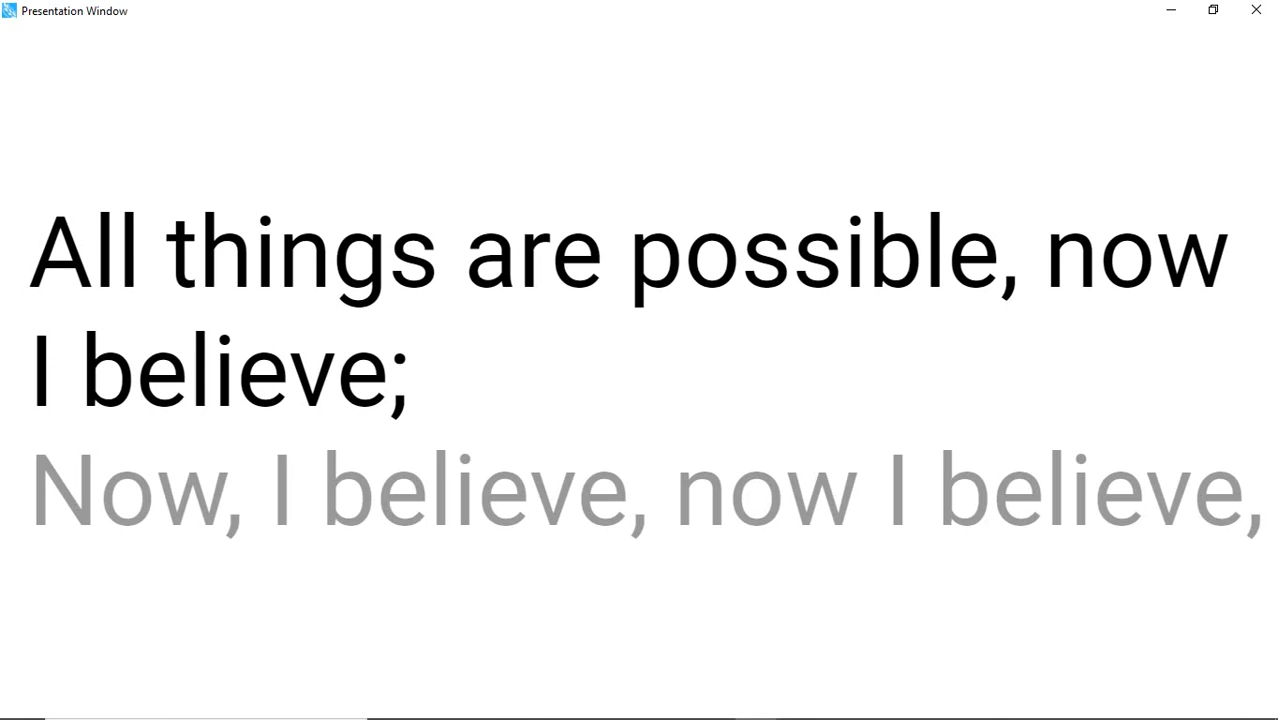 Presentation Window
All things are possible, now
I believe;
Now, I believe, now I believe,